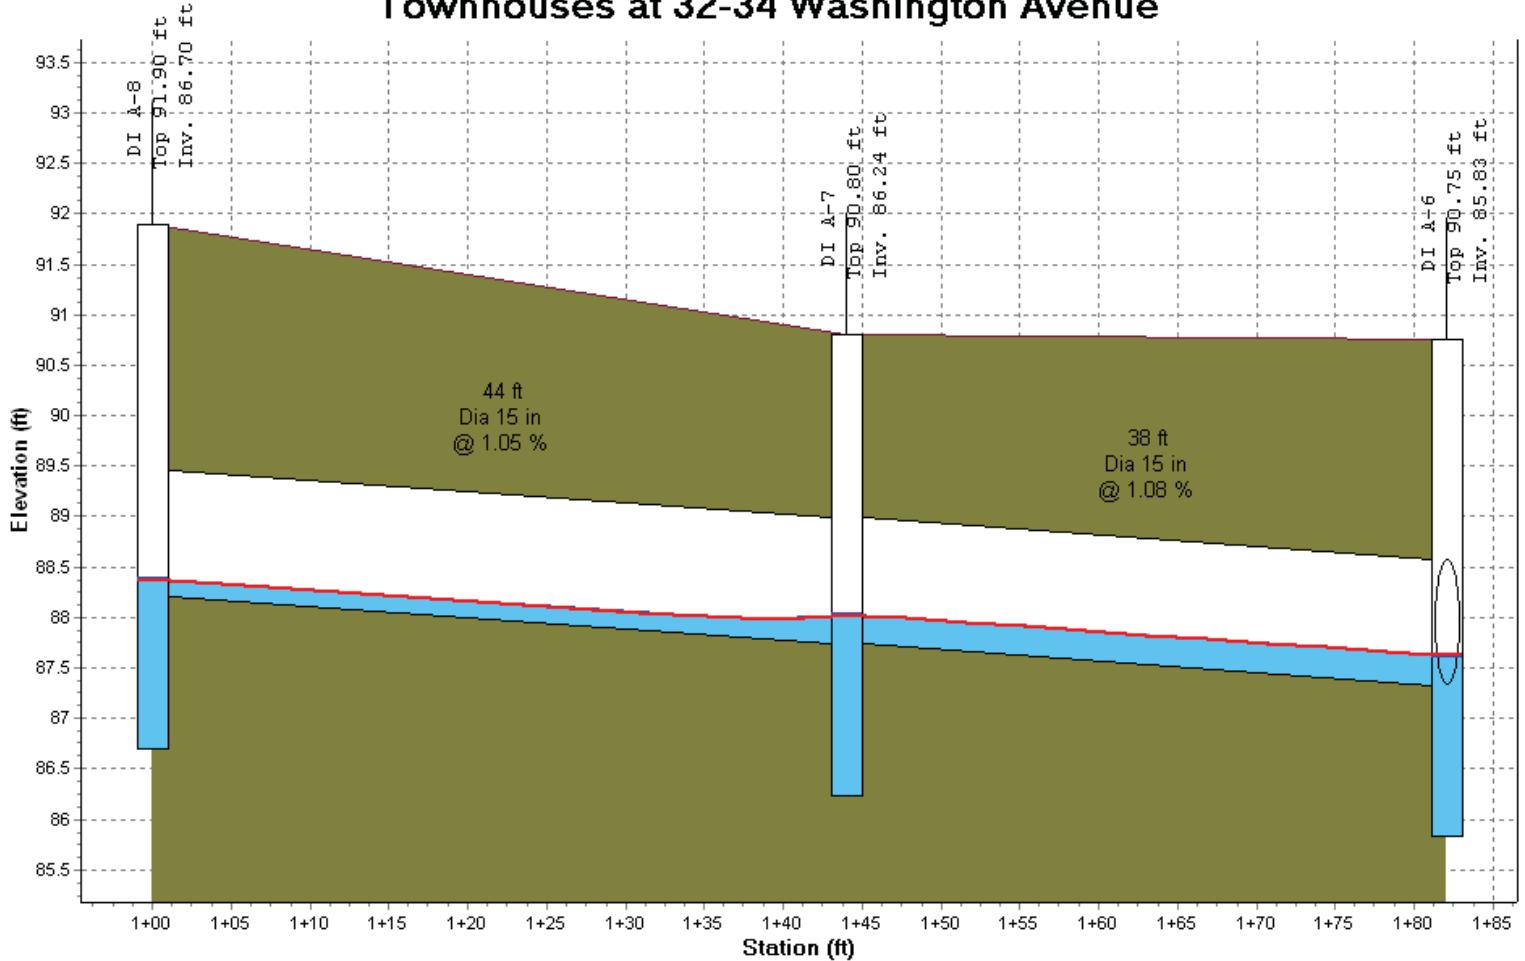 Townhouses at 32-34 Washington Avenue
DI A-8
Top 91.90 ft
Inv. 86.70 ft
DI A-7
Top 90.80 ft
Inv. 86.24 ft
DI A-6
Top 90.75 ft
Inv. 85.83 ft
44 ft
Dia 15 in
@ 1.05 %
38 ft
Dia 15 in
@ 1.08 %
Elevation (ft)
93.5
93
92.5
92
91.5
91
90.5
90
89.5
89
88.5
88
87.5
87
86.5
86
85.5
1+00 1+05 1+10 1+15 1+20 1+25 1+30 1+35 1+40 1+45 1+50 1+55 1+60 1+65 1+70 1+75 1+80 1+85
Station (ft)